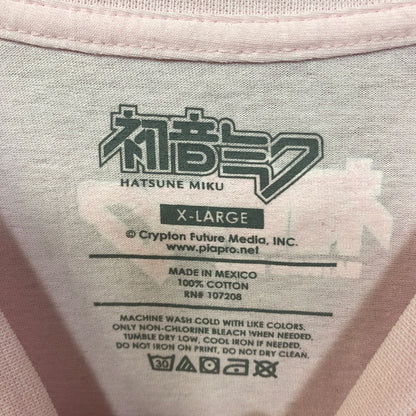 初音ミク
HATSUNE MIKU
X-LARGE
© Crypton Future Media, INC.
www.piapro.net
MADE IN MEXICO
100% COTTON
RN# 107208
MACHINE WASH COLD WITH LIKE COLORS,
ONLY NON-CHLORINE BLEACH WHEN NEEDED,
TUMBLE DRY LOW, COOL IRON IF NEEDED,
DO NOT IRON ON PRINT, DO NOT DRY CLEAN
30